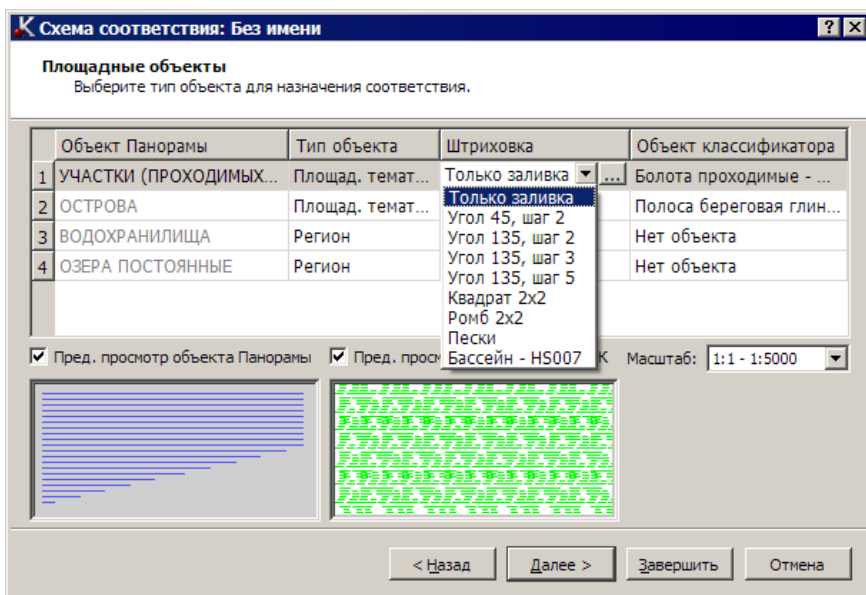 Схема соответствия: Без имени
Площадные объекты
Выберите тип объекта для назначения соответствия.
Объект Панорамы Тип объекта Штриховка Объект классификатора
1 УЧАСТКИ (ПРОХОДИМЫХ... Площад. темат... Только заливка ... Болота проходимые - ...
2 ОСТРОВА Площад. темат... Полоса береговая глин...
3 ВОДОХРАНИЛИЩА Регион Нет объекта
4 ОЗЕРА ПОСТОЯННЫЕ Регион Нет объекта
Только заливка
Угол 45, шаг 2
Угол 135, шаг 2
Угол 135, шаг 3
Угол 135, шаг 5
Квадрат 2x2
Ромб 2x2
Пески
Бассейн - HS007
Пред. просмотр объекта Панорамы Пред. прос К Масштаб: 1:1 - 1:5000
< Назад Далее > Завершить Отмена